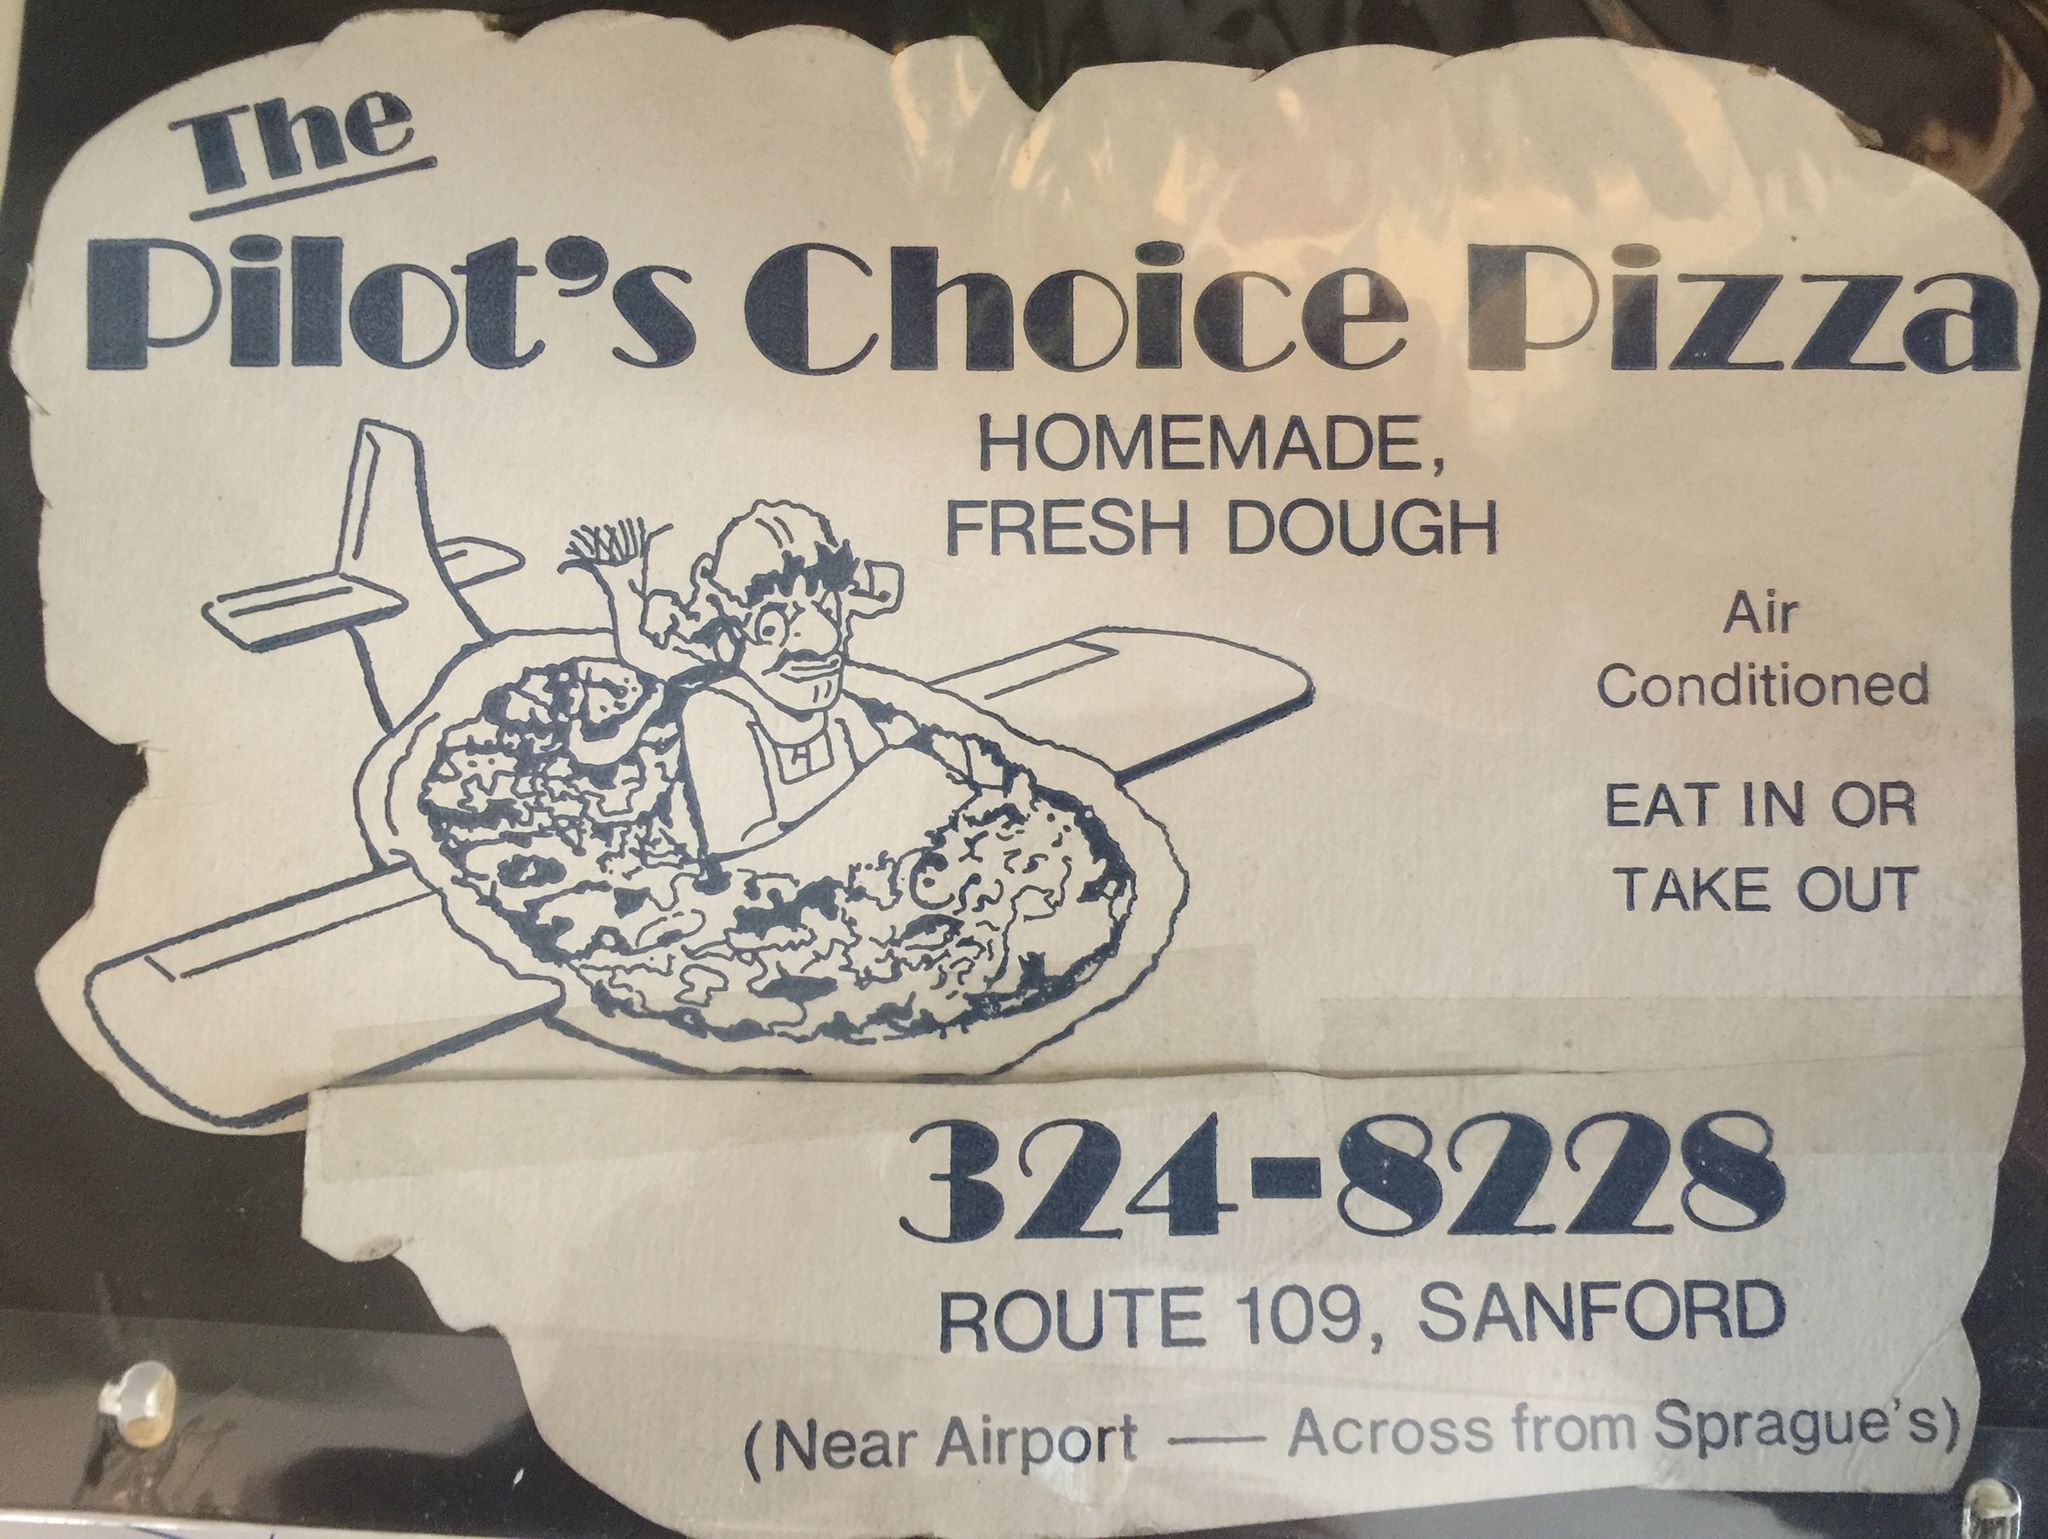 The
Pilot's Choice Pizza
HOMEMADE,
FRESH DOUGH
Air
Conditioned
EAT IN OR
TAKE OUT
324-8228
ROUTE 109, SANFORD
(Near Airport — Across from Sprague's)